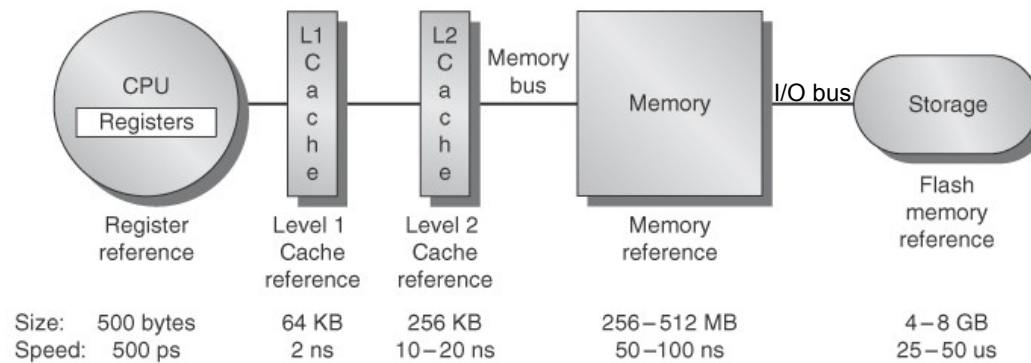 CPU
Registers
L1
C
a
c
h
e
L2
C
a
c
h
e
Memory
bus
Memory
I/O bus
Storage
Register
reference
Level 1
Cache
reference
Level 2
Cache
reference
Memory
reference
Flash
memory
reference
Size: 500 bytes 64 KB 256 KB 256–512 MB 4–8 GB
Speed: 500 ps 2 ns 10–20 ns 50–100 ns 25–50 us